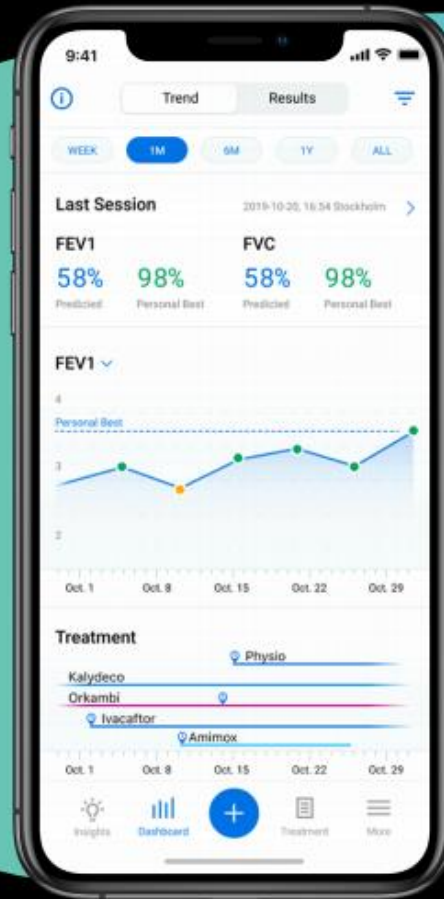 9:41
Trend Results
WEEK 1M 6M 1Y ALL
Last Session 2019-10-20, 16:54 Stockholm
FEV1 FVC
58% 98% 58% 98%
Predicted Personal Best Predicted Personal Best
FEV1
4
Personal Best
3
2
Oct. 1 Oct. 8 Oct. 15 Oct. 22 Oct. 29
Treatment
Physio
Kalydeco
Orkambi
Ivacaftor
Amimox
Oct. 1 Oct. 8 Oct. 15 Oct. 22 Oct. 29
Insights Dashboard + Treatment More